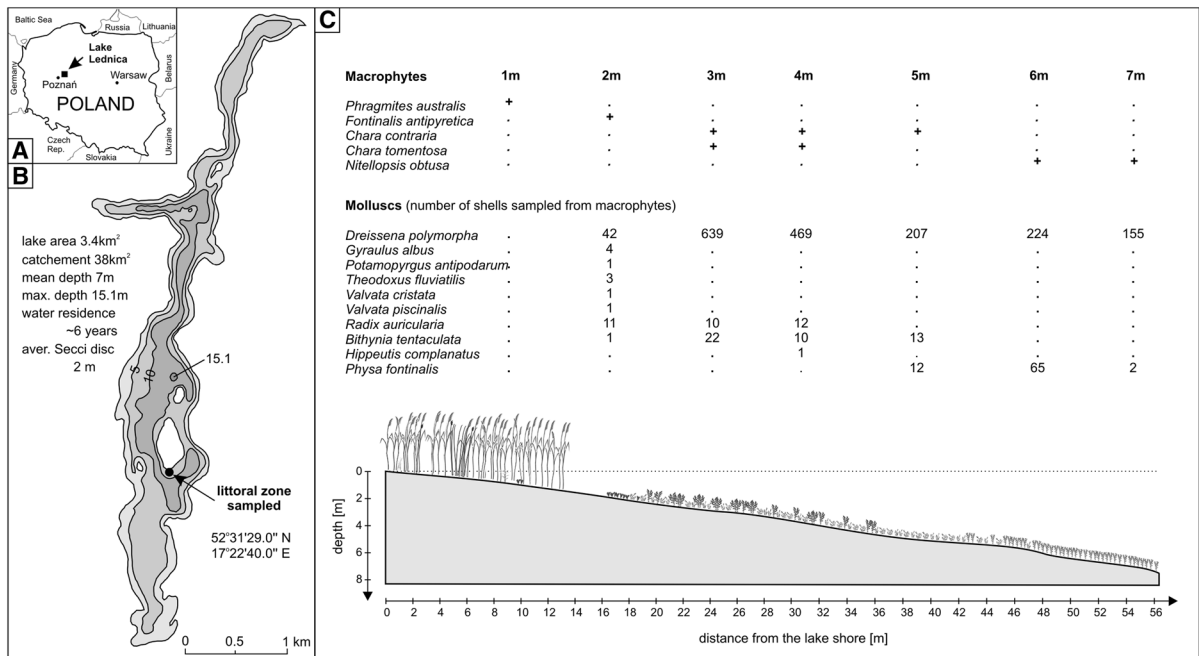 A
Baltic Sea
Russia
Lithuania
Lake
Lednica
Germany
Belarus
Poznań
Warsaw
POLAND
Czech
Rep.
Slovakia
Ukraine
B
lake area 3.4km²
catchement 38km²
mean depth 7m
max. depth 15.1m
water residence
~6 years
aver. Secci disc
2 m
5
10
15.1
littoral zone
sampled
52°31'29.0" N
17°22'40.0" E
0 0.5 1 km
C
Macrophytes 1m 2m 3m 4m 5m 6m 7m
Phragmites australis + . . . . . .
Fontinalis antipyretica . + . . . . .
Chara contraria . . + + + . .
Chara tomentosa . . + + . . .
Nitellopsis obtusa . . . . . + +
Molluscs (number of shells sampled from macrophytes)
Dreissena polymorpha . 42 639 469 207 224 155
Gyraulus albus . 4 . . . . .
Potamopyrgus antipodarum . 1 . . . . .
Theodoxus fluviatilis . 3 . . . . .
Valvata cristata . 1 . . . . .
Valvata piscinalis . 1 . . . . .
Radix auricularia . 11 10 12 . . .
Bithynia tentaculata . 1 22 10 13 . .
Hippeutis complanatus . . . 1 . . .
Physa fontinalis . . . . 12 65 2
depth [m]
0
2
4
6
8
0 2 4 6 8 10 12 14 16 18 20 22 24 26 28 30 32 34 36 38 40 42 44 46 48 50 52 54 56
distance from the lake shore [m]